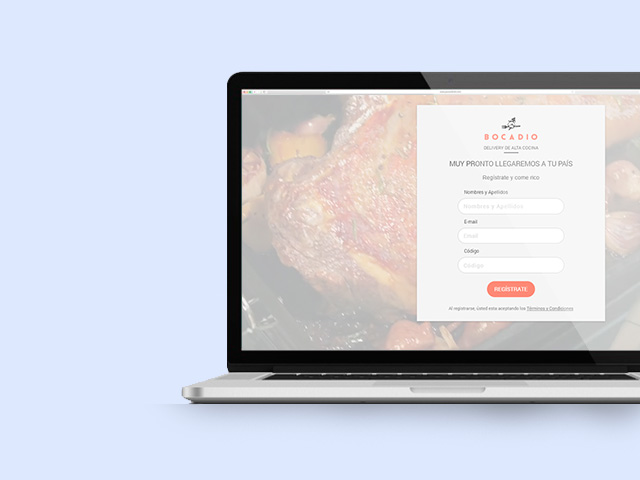 BOCADIO
DELIVERY DE ALTA COCINA
MUY PRONTO LLEGAREMOS A TU PAÍS
Regístrate y come rico
Nombres y Apellidos
Nombres y Apellidos
E-mail
Email
Código
Código
REGÍSTRATE
Al registrarse, usted esta aceptando los Términos y Condiciones